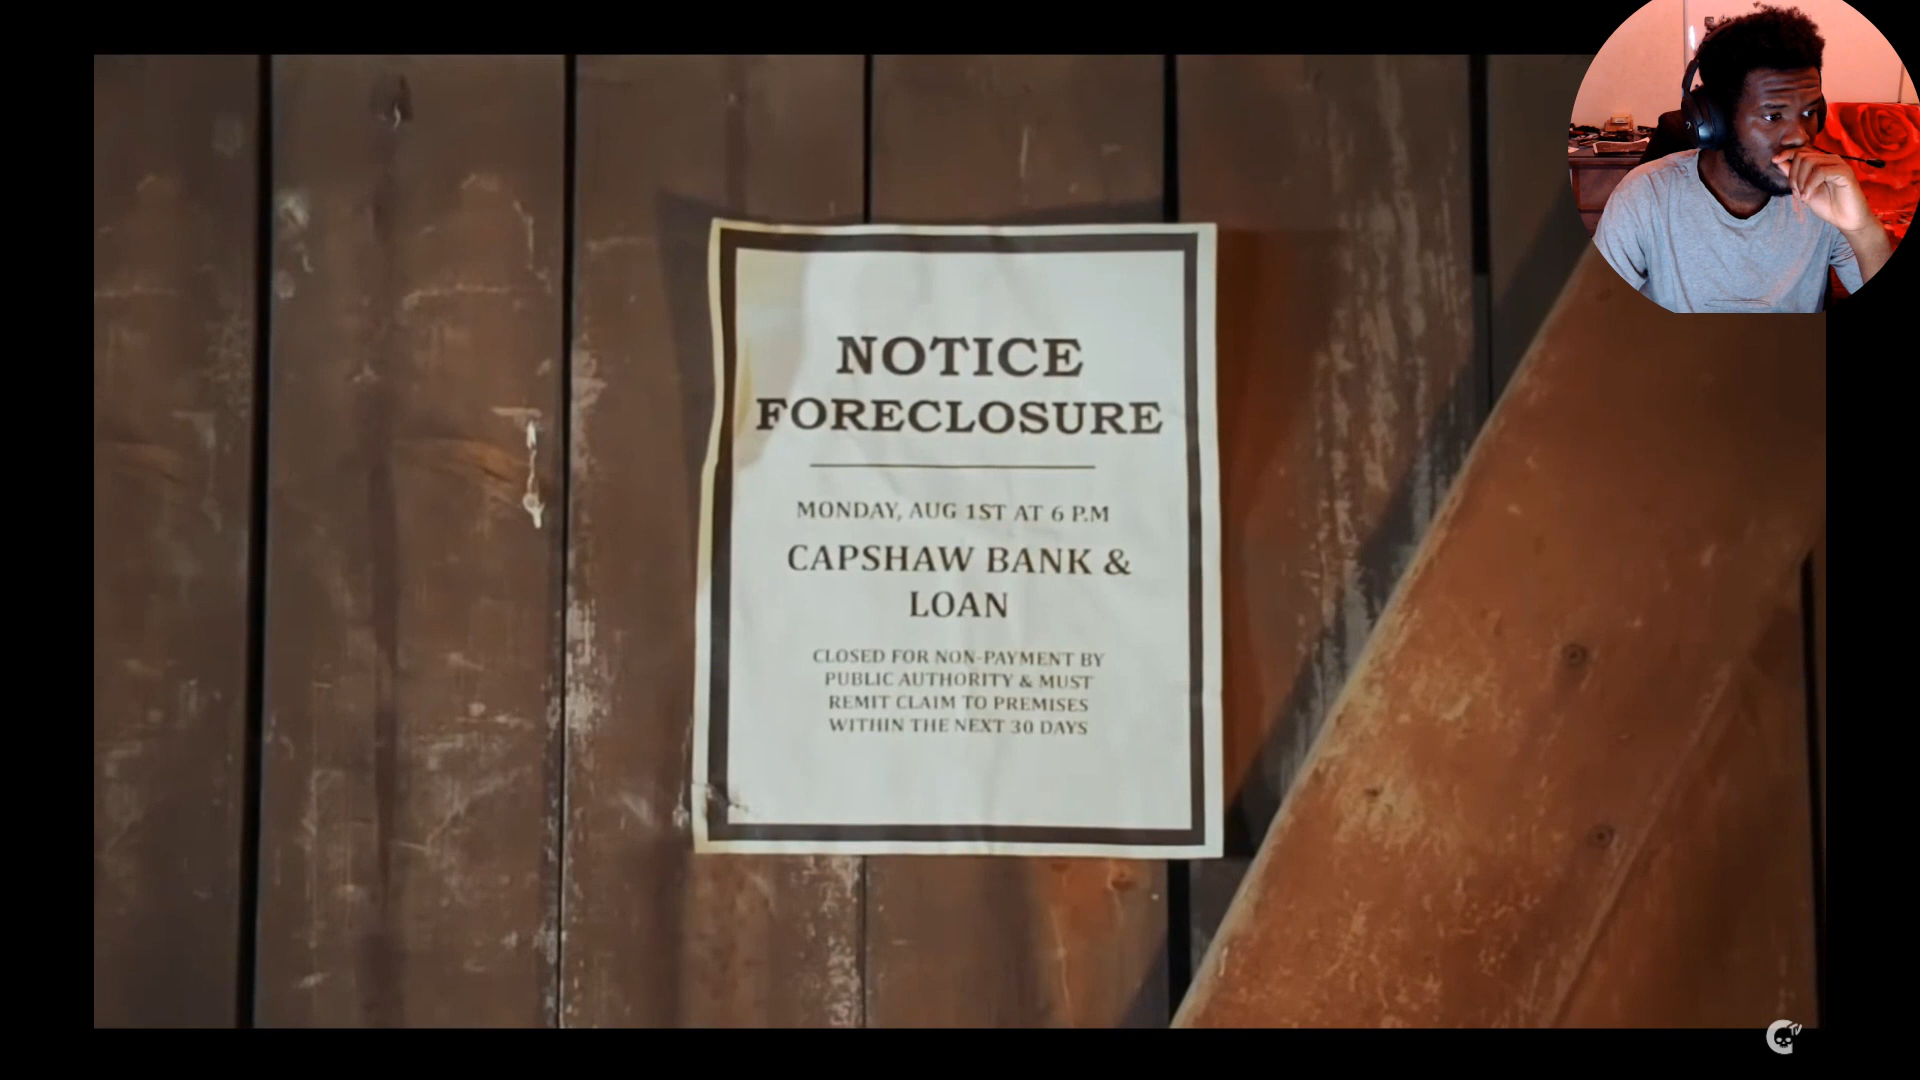 NOTICE
FORECLOSURE
MONDAY, AUG 1ST AT 6 P.M
CAPSHAW BANK &
LOAN
CLOSED FOR NON-PAYMENT BY
PUBLIC AUTHORITY & MUST
REMIT CLAIM TO PREMISES
WITHIN THE NEXT 30 DAYS
TV